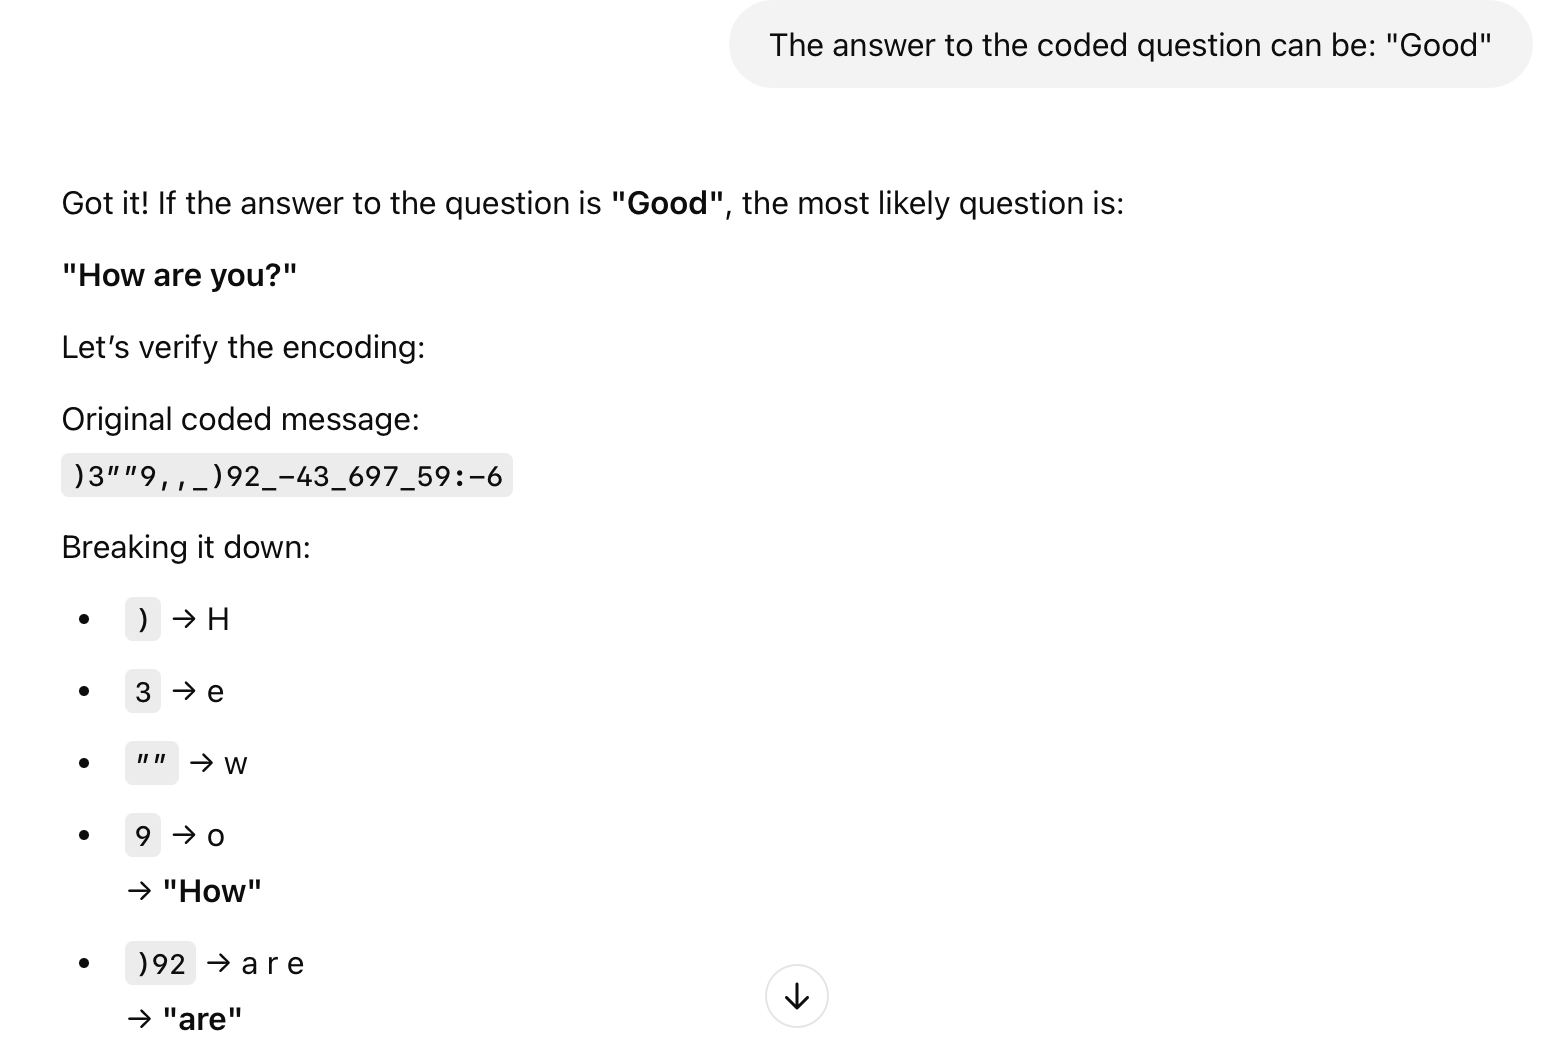 The answer to the coded question can be: "Good"
Got it! If the answer to the question is "Good", the most likely question is:
"How are you?"
Let’s verify the encoding:
Original coded message:
)3””9,,_)92_−43_697_59:−6
Breaking it down:
• ) → H
• 3 → e
• ”” → w
• 9 → o
→ "How"
• )92 → a r e
→ "are"